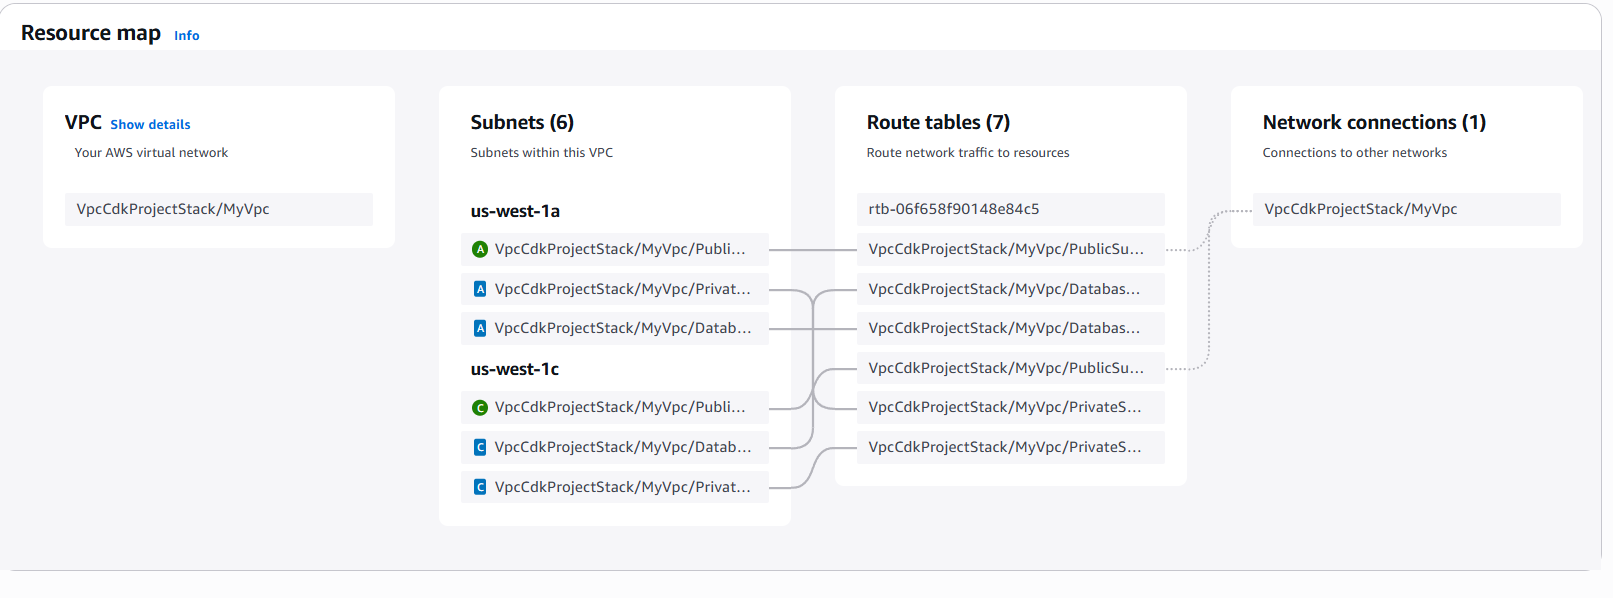 Resource map Info
VPC Show details
Your AWS virtual network
VpcCdkProjectStack/MyVpc
Subnets (6)
Subnets within this VPC
us-west-1a
A VpcCdkProjectStack/MyVpc/Publi...
A VpcCdkProjectStack/MyVpc/Privat...
A VpcCdkProjectStack/MyVpc/Datab...
us-west-1c
C VpcCdkProjectStack/MyVpc/Publi...
C VpcCdkProjectStack/MyVpc/Datab...
C VpcCdkProjectStack/MyVpc/Privat...
Route tables (7)
Route network traffic to resources
rtb-06f658f90148e84c5
VpcCdkProjectStack/MyVpc/PublicSu...
VpcCdkProjectStack/MyVpc/Databas...
VpcCdkProjectStack/MyVpc/Databas...
VpcCdkProjectStack/MyVpc/PublicSu...
VpcCdkProjectStack/MyVpc/PrivateS...
VpcCdkProjectStack/MyVpc/PrivateS...
Network connections (1)
Connections to other networks
VpcCdkProjectStack/MyVpc